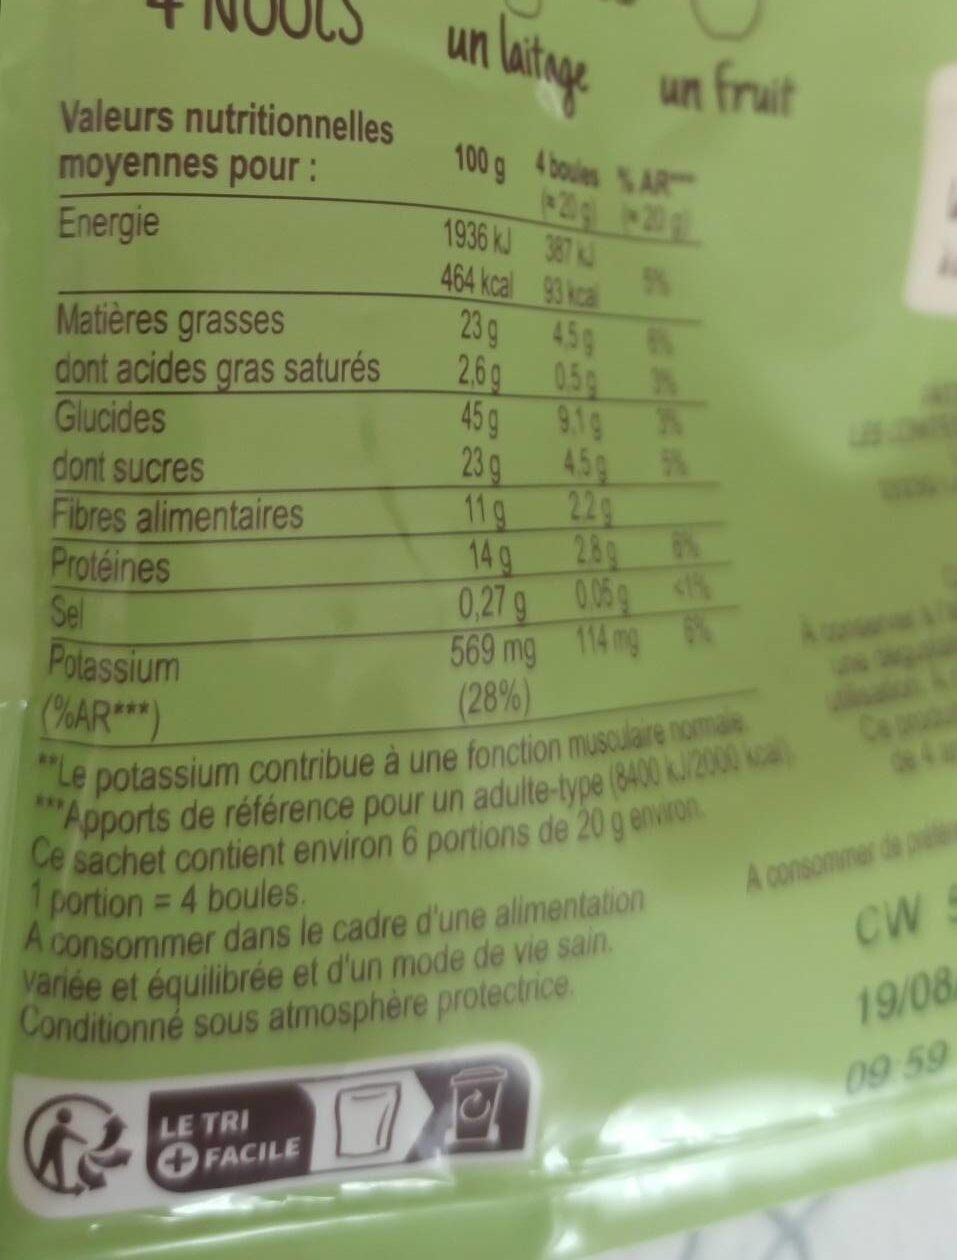 4 NOOCS
un laitage
un fruit
Valeurs nutritionnelles
moyennes pour : 100 g 4 boules % AR***
(≈20 g) (≈20 g)
Energie 1936 kJ 387 kJ
464 kcal 93 kcal 5%
Matières grasses 23 g 4,5 g 6%
dont acides gras saturés 2,6 g 0,5 g 3%
Glucides 45 g 9,1 g 3%
dont sucres 23 g 4,5 g 5%
Fibres alimentaires 11 g 2,2 g
Protéines 14 g 2,8 g 6%
Sel 0,27 g 0,05 g <1%
Potassium 569 mg 114 mg 6%
(%AR***) (28%)
**Le potassium contribue à une fonction musculaire normale.
***Apports de référence pour un adulte-type (8400 kJ/2000 kcal).
Ce sachet contient environ 6 portions de 20 g environ.
1 portion = 4 boules.
A consommer dans le cadre d'une alimentation
variée et équilibrée et d'un mode de vie sain.
Conditionné sous atmosphère protectrice.
LE TRI
+ FACILE
A consommer de
CW 5
19/08
09:59